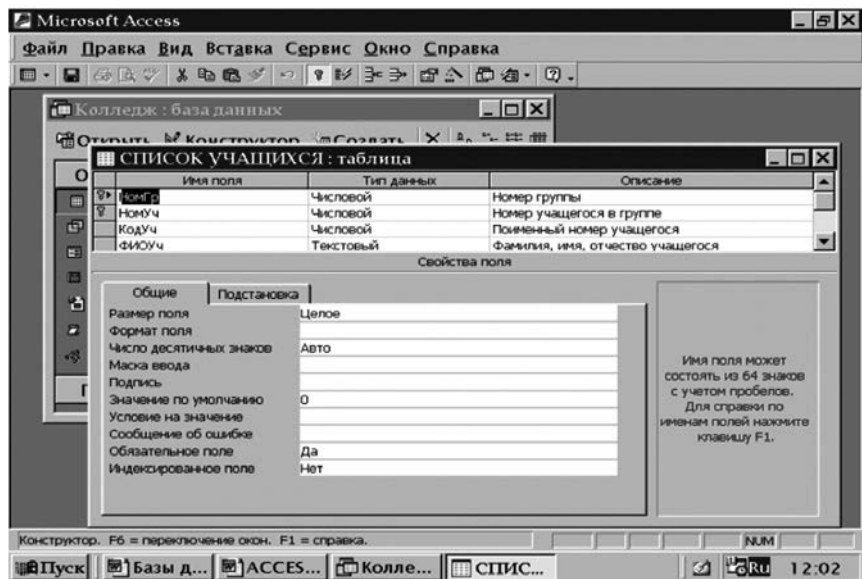 Microsoft Access
Файл Правка Вид Вставка Сервис Окно Справка
Колледж : база данных
Открыть Конструктор Создать
СПИСОК УЧАЩИХСЯ : таблица
Имя поля Тип данных Описание
НомГр Числовой Номер группы
НомУч Числовой Номер учащегося в группе
КодУч Числовой Поименный номер учащегося
ФИОУч Текстовый Фамилия, имя, отчество учащегося
Свойства поля
Общие Подстановка
Размер поля Целое
Формат поля
Число десятичных знаков Авто
Маска ввода
Подпись
Значение по умолчанию 0
Условие на значение
Сообщение об ошибке
Обязательное поле Да
Индексированное поле Нет
Имя поля может
состоять из 64 знаков
с учетом пробелов.
Для справки по
именам полей нажмите
клавишу F1.
Конструктор. F6 = переключение окон. F1 = справка. NUM
Пуск Базы д... ACCES... Колле... СПИС... Ru 12:02